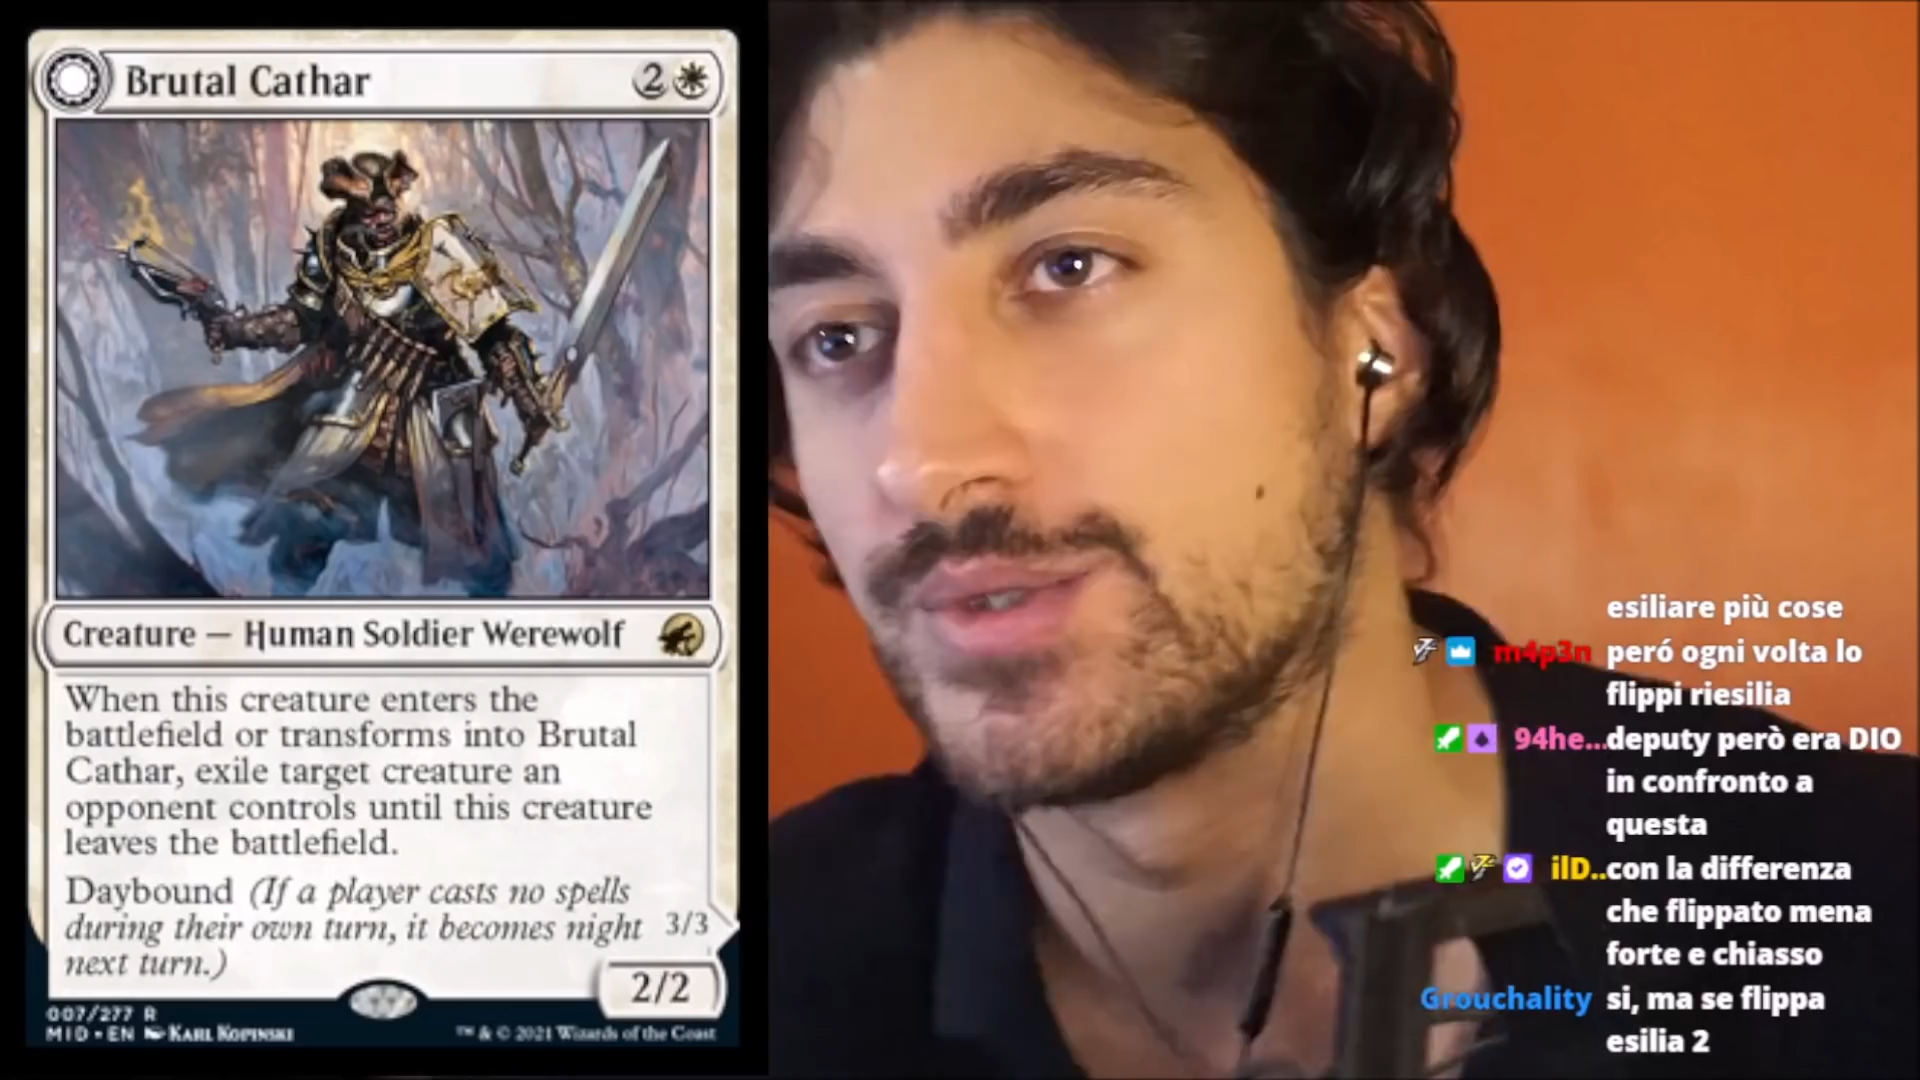 Brutal Cathar
2
Creature — Human Soldier Werewolf
When this creature enters the
battlefield or transforms into Brutal
Cathar, exile target creature an
opponent controls until this creature
leaves the battlefield.
Daybound (If a player casts no spells
during their own turn, it becomes night
next turn.)
3/3
2/2
007/277 R
MID • EN KARL KOPINSKI
™ & © 2021 Wizards of the Coast
esiliare più cose
m4p3n peró ogni volta lo
flippi riesilia
94he...deputy però era DIO
in confronto a
questa
ilD..con la differenza
che flippato mena
forte e chiasso
Grouchality si, ma se flippa
esilia 2